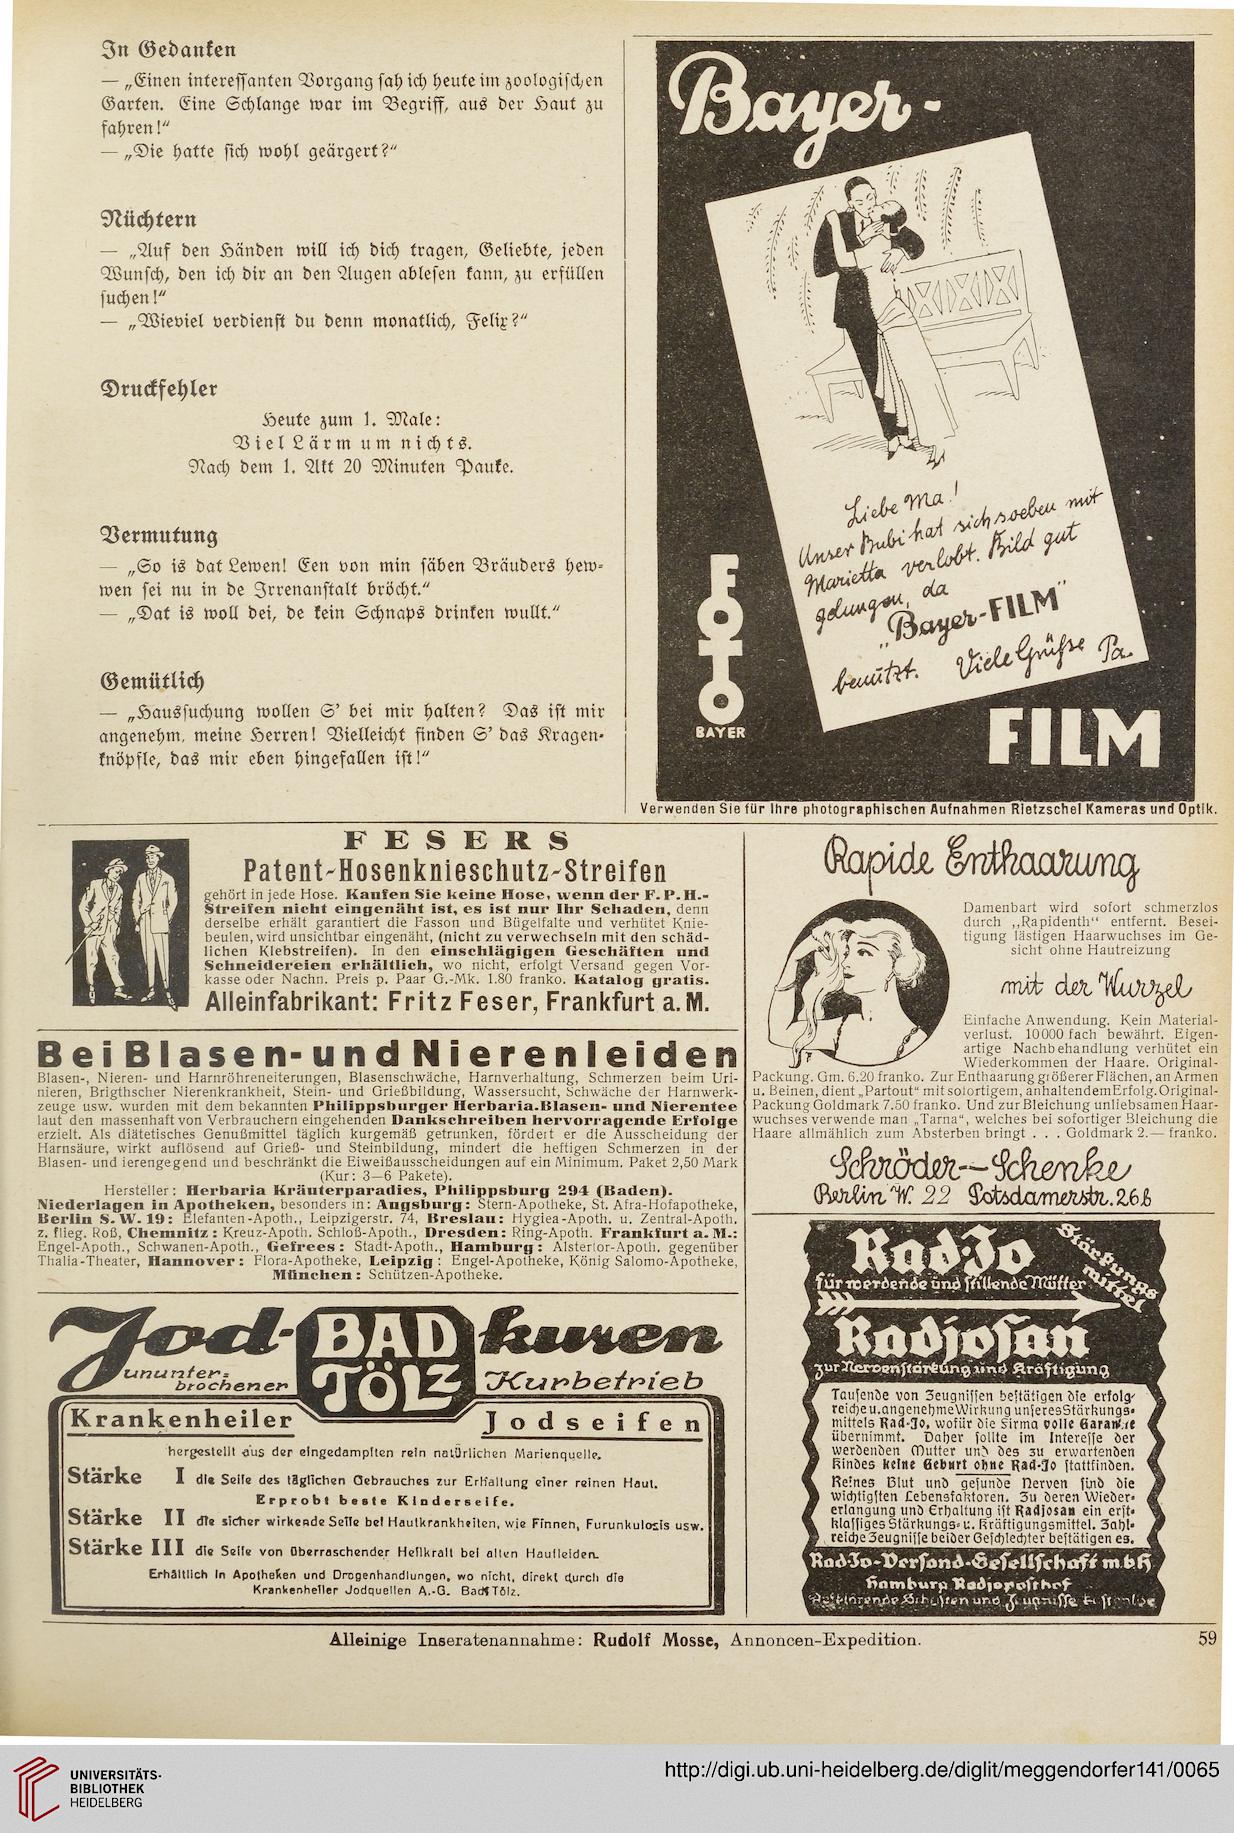 In Gedanken
— „Einen interessanten Vorgang sah ich heute im zoologischen
Garten. Eine Schlange war im Begriff, aus der Haut zu
fahren!“
— „Die hatte sich wohl geärgert?“
Nüchtern
— „Auf den Händen will ich dich tragen, Geliebte, jeden
Wunsch, den ich dir an den Augen ablesen kann, zu erfüllen
suchen!“
— „Wieviel verdienst du denn monatlich, Felix?“
Druckfehler
Heute zum 1. Male:
Viel Lärm um nichts.
Nach dem 1. Akt 20 Minuten Pauke.
Vermutung
— „So is dat Lewen! Een von min säben Bräuders hew-
wen sei nu in de Irrenanstalt bröcht.“
— „Dat is woll dei, de kein Schnaps drinken wullt.“
Gemütlich
— „Haussuchung wollen S' bei mir halten? Das ist mir
angenehm, meine Herren! Vielleicht finden S' das Kragen-
knöpfle, das mir eben hingefallen ist!“
Bayer-
Liebe Ma!
Unser Bubi hat sich soeben mit
Marietta verlobt. Bild gut
gelungen, da
„Bayer-FILM“
benützt. Viele Grüße Pa.
FOTO
BAYER
FILM
Verwenden Sie für Ihre photographischen Aufnahmen Rietzschel Kameras und Optik.
FESERS
Patent-Hosenknieschutz-Streifen
gehört in jede Hose. Kaufen Sie keine Hose, wenn der F. P. H.-
Streifen nicht eingenäht ist, es ist nur Ihr Schaden, denn
derselbe erhält garantiert die Fasson und Bügelfalte und verhütet Knie-
beulen, wird unsichtbar eingenäht, (nicht zu verwechseln mit den schäd-
lichen Klebstreifen). In den einschlägigen Geschäften und
Schneidereien erhältlich, wo nicht, erfolgt Versand gegen Vor-
kasse oder Nachn. Preis p. Paar G.-Mk. 1.80 franko. Katalog gratis.
Alleinfabrikant: Fritz Feser, Frankfurt a. M.
Bei Blasen- und Nierenleiden
Blasen-, Nieren- und Harnröhreneiterungen, Blasenschwäche, Harnverhaltung, Schmerzen beim Uri-
nieren, Brigthscher Nierenkrankheit, Stein- und Grießbildung, Wassersucht, Schwäche der Harnwerk-
zeuge usw. wurden mit dem bekannten Philippsburger Herbaria-Blasen- und Nierentee
laut den massenhaft von Verbrauchern eingehenden Dankschreiben hervorragende Erfolge
erzielt. Als diätetisches Genußmittel täglich kurgemäß getrunken, fördert er die Ausscheidung der
Harnsäure, wirkt auflösend auf Grieß- und Steinbildung, mindert die heftigen Schmerzen in der
Blasen- und ierengegend und beschränkt die Eiweißausscheidungen auf ein Minimum. Paket 2,50 Mark
(Kur: 3—6 Pakete).
Hersteller: Herbaria Kräuterparadies, Philippsburg 294 (Baden).
Niederlagen in Apotheken, besonders in: Augsburg: Stern-Apotheke, St. Afra-Hofapotheke,
Berlin S. W. 19: Elefanten-Apoth., Leipzigerstr. 74, Breslau: Hygiea-Apoth. u. Zentral-Apoth.
z. flieg. Roß, Chemnitz: Kreuz-Apoth. Schloß-Apoth., Dresden: Ring-Apoth. Frankfurt a. M.:
Engel-Apoth., Schwanen-Apoth., Gefrees: Stadt-Apoth., Hamburg: Alstertor-Apoth. gegenüber
Thalia-Theater, Hannover: Flora-Apotheke, Leipzig: Engel-Apotheke, König Salomo-Apotheke,
München: Schützen-Apotheke.
Jod-BAD TÖLZ kuren
ununter-
brochener
Kurbetrieb
Krankenheiler Jodseifen
hergestellt aus der eingedampften rein natürlichen Marienquelle.
Stärke I die Seife des täglichen Gebrauches zur Erhaltung einer reinen Haut.
Erprobt beste Kinderseife.
Stärke II die sicher wirkende Seife bei Hautkrankheiten, wie Finnen, Furunkulosis usw.
Stärke III die Seife von überraschender Heilkraft bei alten Hautleiden.
Erhältlich in Apotheken und Drogenhandlungen, wo nicht, direkt durch die
Krankenheiler Jodquellen A.-G. Bad Tölz.
Rapide Enthaarung
Damenbart wird sofort schmerzlos
durch „Rapidenth“ entfernt. Besei-
tigung lästigen Haarwuchses im Ge-
sicht ohne Hautreizung
mit der Wurzel
Einfache Anwendung. Kein Material-
verlust. 10000 fach bewährt. Eigen-
artige Nachbehandlung verhütet ein
Wiederkommen der Haare. Original-
Packung. Gm. 6.20 franko. Zur Enthaarung größerer Flächen, an Armen
u. Beinen, dient „Partout“ mit sofortigem, anhaltendem Erfolg. Original-
Packung Goldmark 7.50 franko. Und zur Bleichung unliebsamen Haar-
wuchses verwende man „Tarna“, welches bei sofortiger Bleichung die
Haare allmählich zum Absterben bringt . . . Goldmark 2.— franko.
Schröder-Schenke
Berlin W. 22 Potsdamerstr. 26 b
Rad-Jo Stärkungsmittel
für werdende und stillende Mütter
Radjosan
zur Nervenstärkung und Kräftigung
Tausende von Zeugnissen bestätigen die erfolg-
reiche u. angenehme Wirkung unseres Stärkungs-
mittels Rad-Jo, wofür die Firma volle Garantie
übernimmt. Daher sollte im Interesse der
werdenden Mutter und des zu erwartenden
Kindes keine Geburt ohne Rad-Jo stattfinden.
Reines Blut und gesunde Nerven sind die
wichtigsten Lebensfaktoren. Zu deren Wieder-
erlangung und Erhaltung ist Radjosan ein erst-
klassiges Stärkungs- u. Kräftigungsmittel. Zahl-
reiche Zeugnisse beider Geschlechter bestätigen es.
Rad-Jo-Versand-Gesellschaft m.b.H
Hamburg Radjoposthof
Aufklärende Schriften und Zeugnisse kostenlos
Alleinige Inseratenannahme: Rudolf Mosse, Annoncen-Expedition.
59
UNIVERSITÄTS-
BIBLIOTHEK
HEIDELBERG
http://digi.ub.uni-heidelberg.de/diglit/meggendorfer141/0065